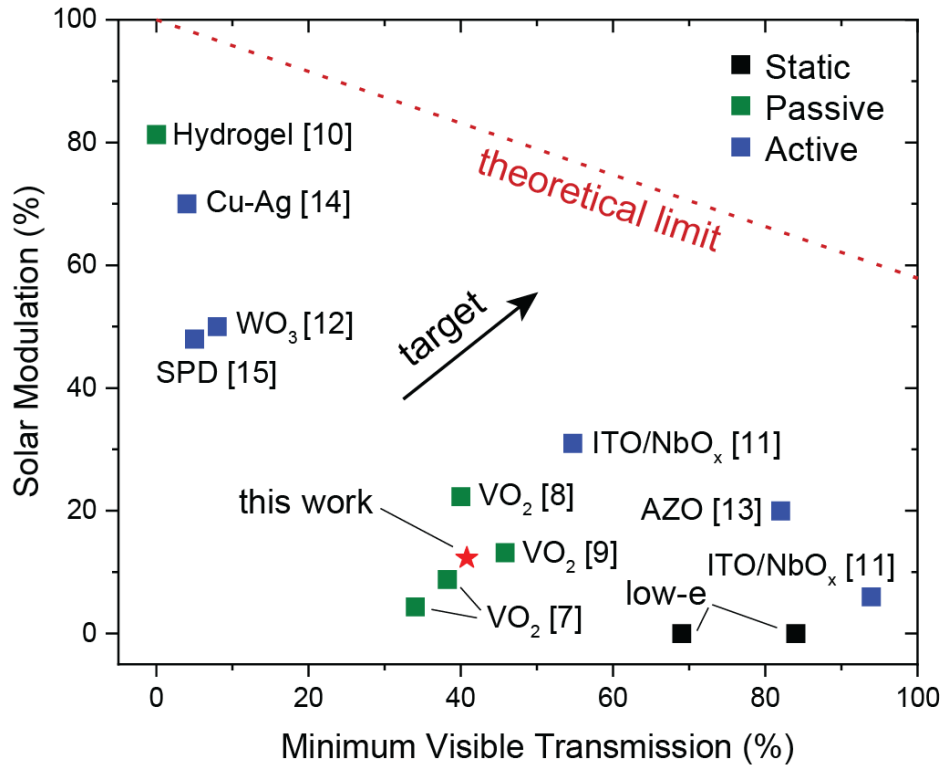 100
80
60
40
20
0
Solar Modulation (%)
Static
Passive
Active
theoretical limit
Hydrogel [10]
Cu-Ag [14]
WO₃ [12]
SPD [15]
target
ITO/NbOₓ [11]
this work
VO₂ [8]
AZO [13]
VO₂ [9]
ITO/NbOₓ [11]
low-e
VO₂ [7]
0
20
40
60
80
100
Minimum Visible Transmission (%)